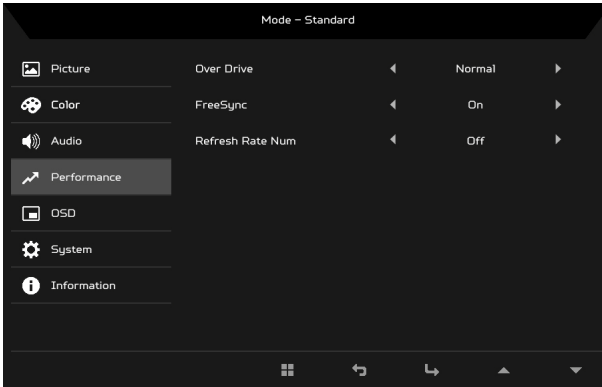 Mode – Standard
Picture
Over Drive Normal
Color
FreeSync On
Audio
Refresh Rate Num Off
Performance
OSD
System
Information